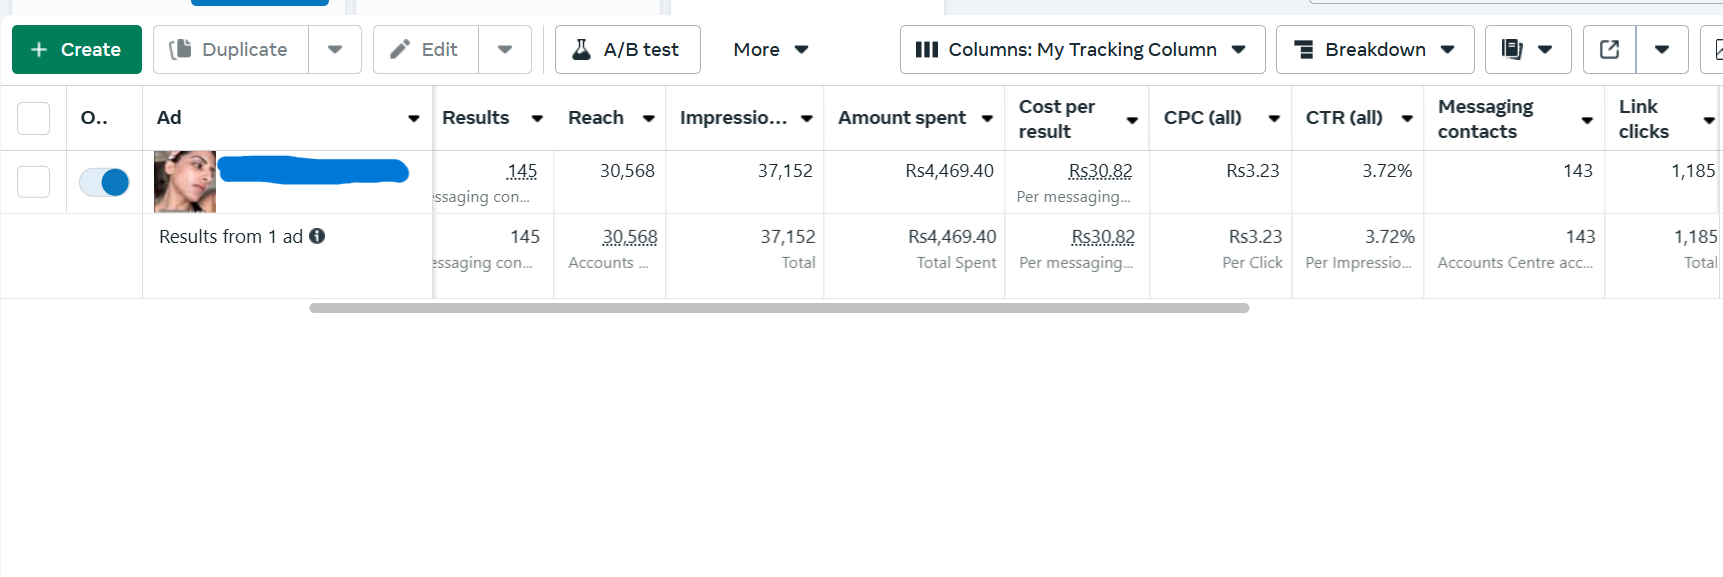 Create
Duplicate
Edit
A/B test
More
Columns: My Tracking Column
Breakdown
O..
Ad
Results
Reach
Impressio...
Amount spent
Cost per
result
CPC (all)
CTR (all)
Messaging
contacts
Link
clicks
145
ssaging con...
30,568
37,152
Rs4,469.40
Rs30.82
Per messaging...
Rs3.23
3.72%
143
1,185
Results from 1 ad
145
ssaging con...
30,568
Accounts ...
37,152
Total
Rs4,469.40
Total Spent
Rs30.82
Per messaging...
Rs3.23
Per Click
3.72%
Per Impressio...
143
Accounts Centre acc...
1,185
Total